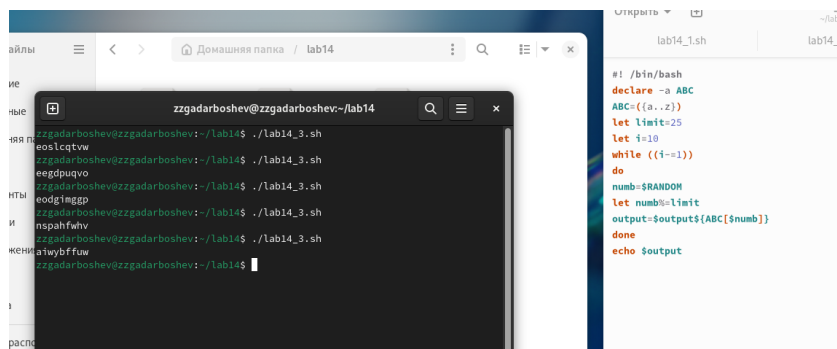 Открыть
айлы
Домашняя папка / lab14
~/lab
lab14_1.sh
lab14_
ие
ные
няя па
нты
и
жени
распо
zzgadarboshev@zzgadarboshev:~/lab14
zzgadarboshev@zzgadarboshev:~/lab14$ ./lab14_3.sh
eoslcqtvw
zzgadarboshev@zzgadarboshev:~/lab14$ ./lab14_3.sh
eegdpuqvo
zzgadarboshev@zzgadarboshev:~/lab14$ ./lab14_3.sh
eodgimggp
zzgadarboshev@zzgadarboshev:~/lab14$ ./lab14_3.sh
nspahfwhv
zzgadarboshev@zzgadarboshev:~/lab14$ ./lab14_3.sh
aiwybffuw
zzgadarboshev@zzgadarboshev:~/lab14$
#! /bin/bash
declare -a ABC
ABC=({a..z})
let limit=25
let i=10
while ((i-=1))
do
numb=$RANDOM
let numb%=limit
output=$output${ABC[$numb]}
done
echo $output